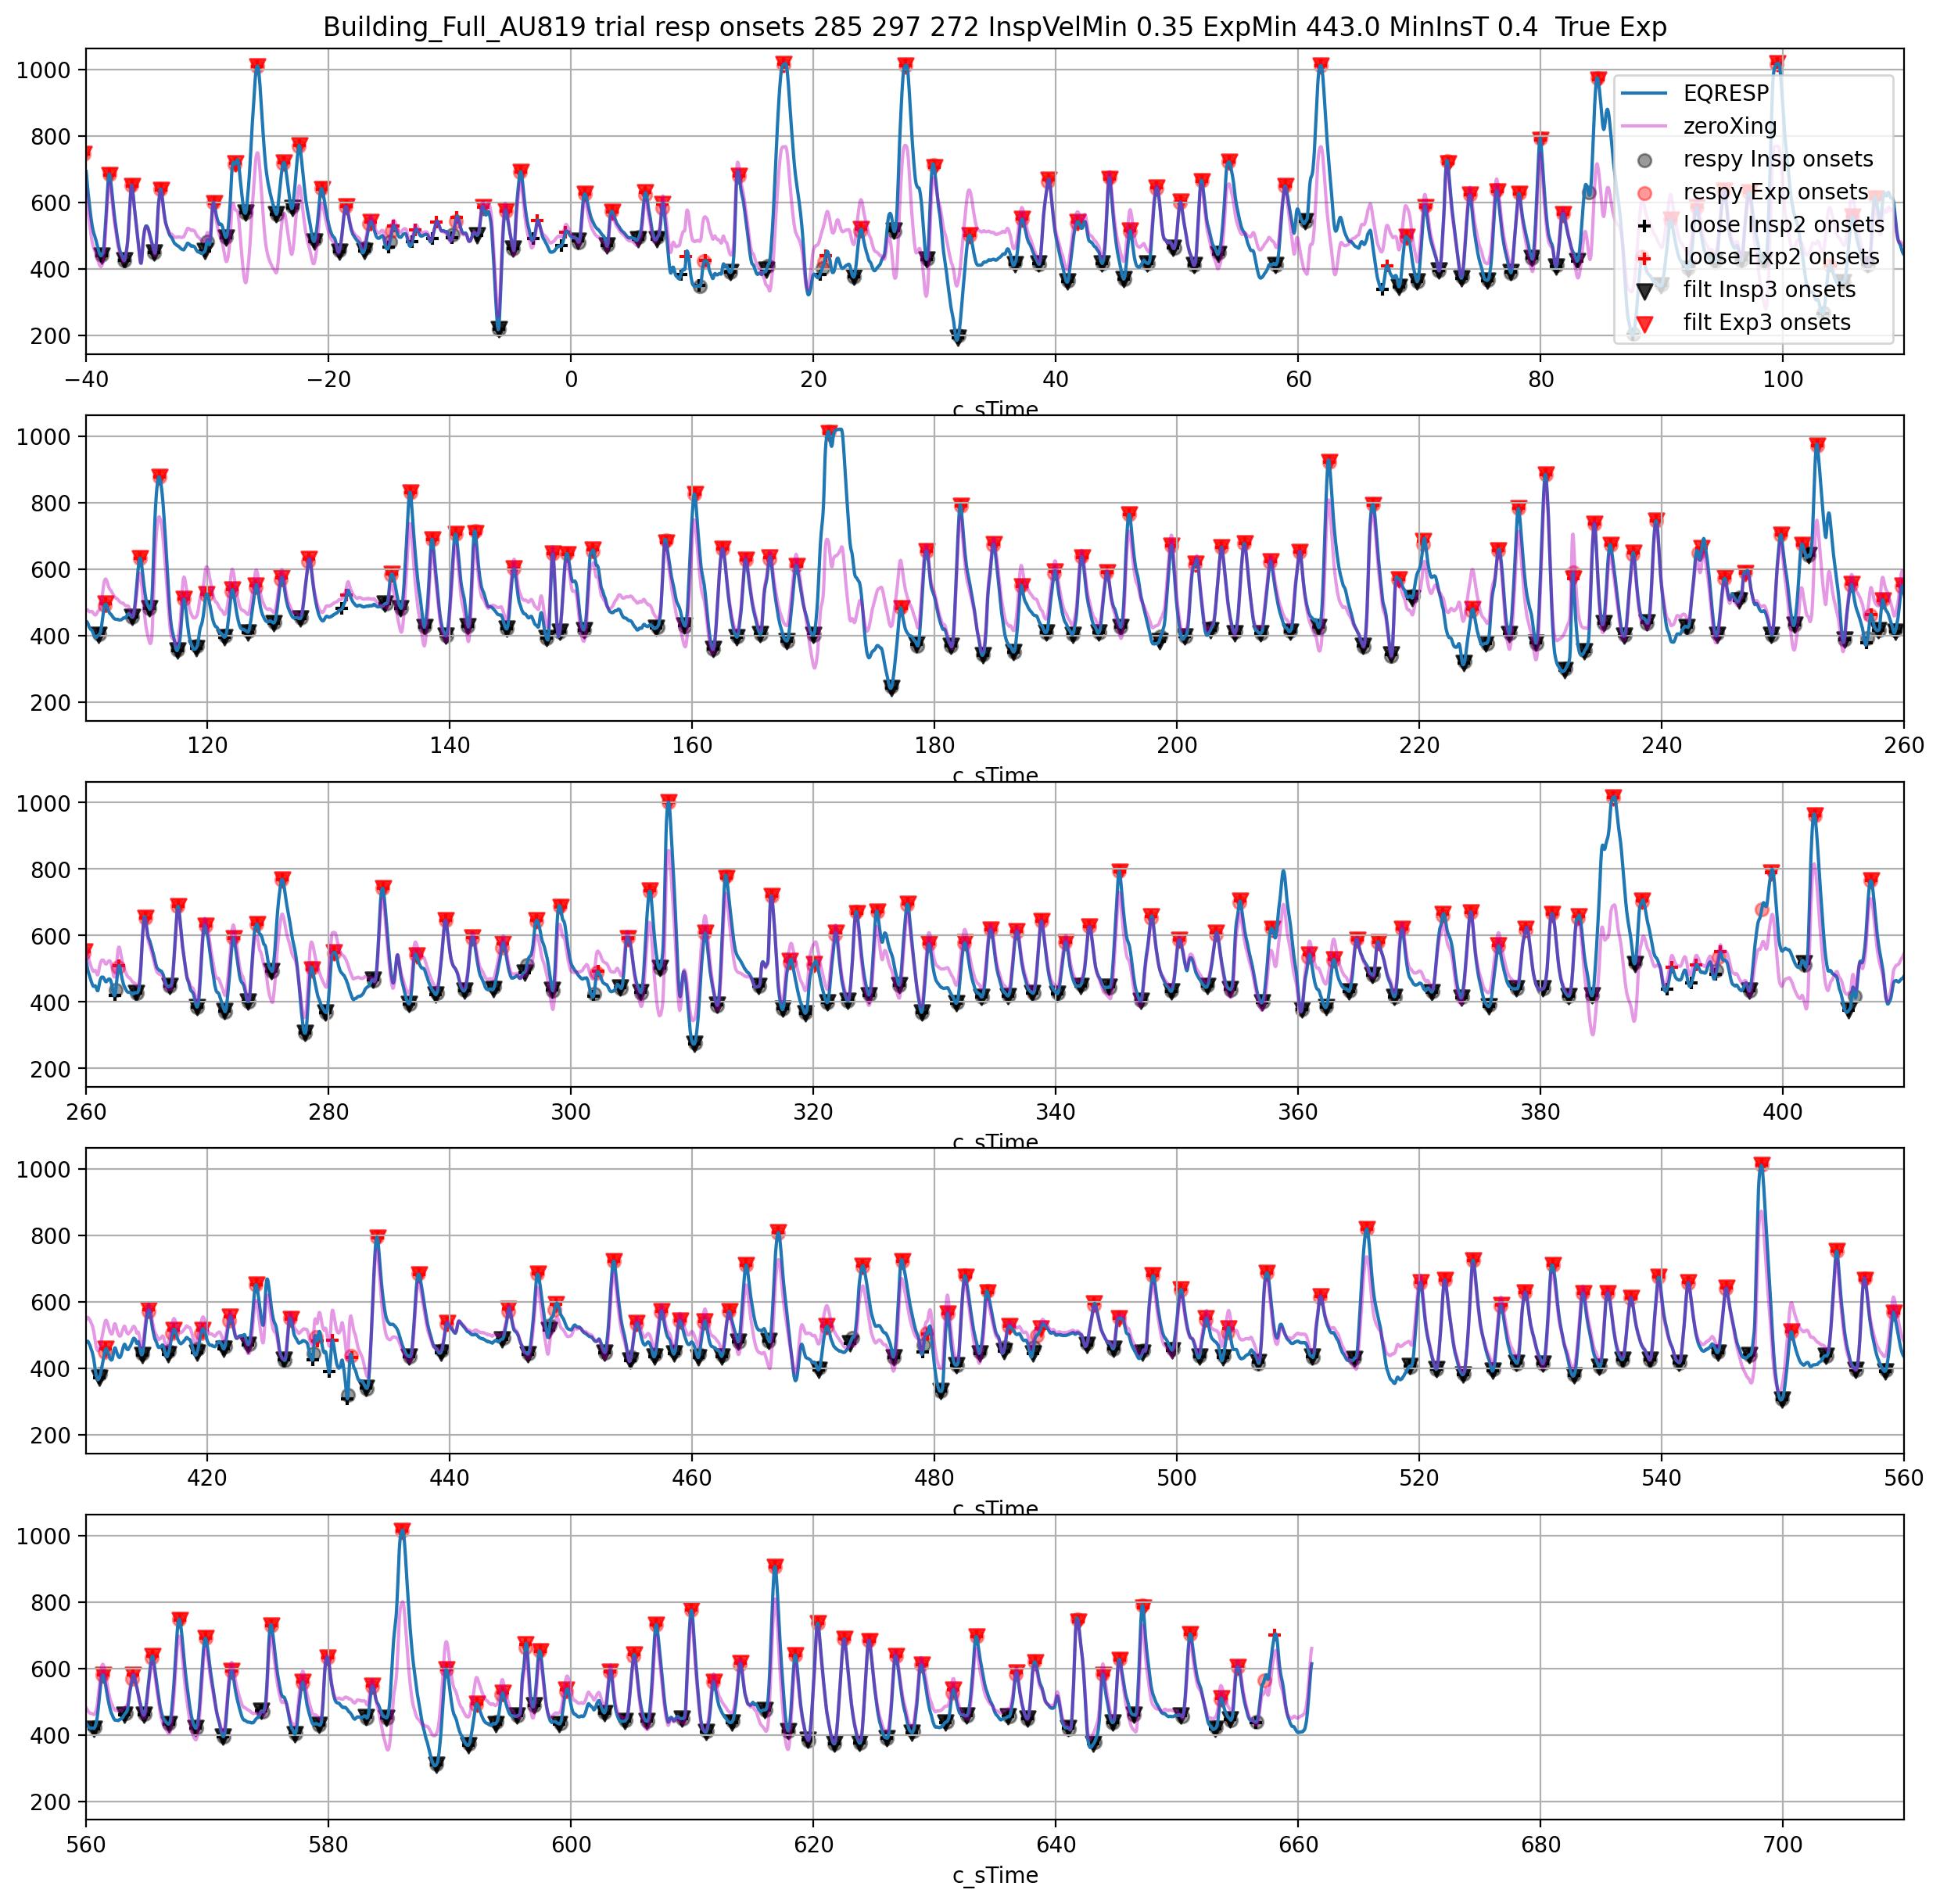 Building_Full_AU819 trial resp onsets 285 297 272 InspVelMin 0.35 ExpMin 443.0 MinInsT 0.4  True Exp
1000
800
600
400
200
EQRESP
zeroXing
respy Insp onsets
respy Exp onsets
loose Insp2 onsets
loose Exp2 onsets
filt Insp3 onsets
filt Exp3 onsets
−40 −20 0 20 40 60 80 100
c_sTime
1000
800
600
400
200
120 140 160 180 200 220 240 260
c_sTime
1000
800
600
400
200
260 280 300 320 340 360 380 400
c_sTime
1000
800
600
400
200
420 440 460 480 500 520 540 560
c_sTime
1000
800
600
400
200
560 580 600 620 640 660 680 700
c_sTime